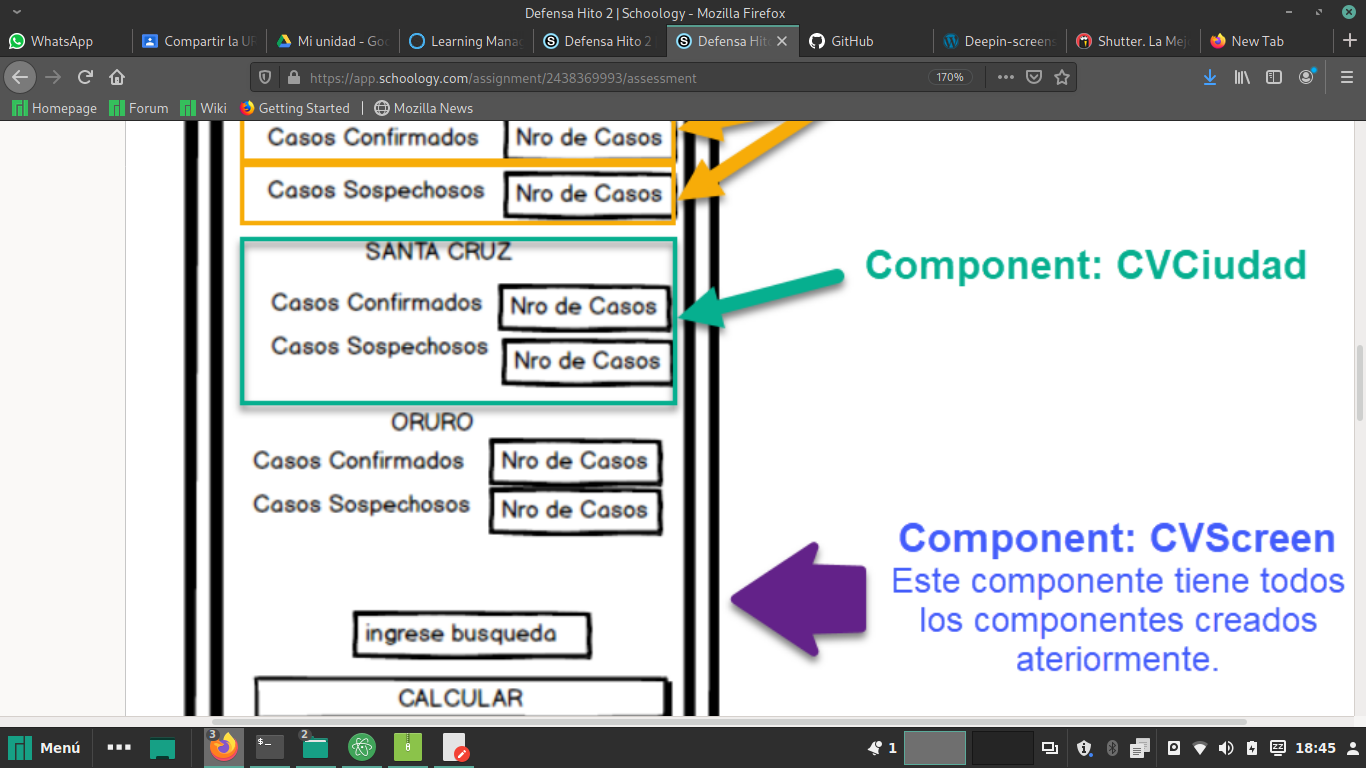 Defensa Hito 2 | Schoology - Mozilla Firefox
WhatsApp
Compartir la UR
Mi unidad - Goo
Learning Manag
Defensa Hito 2
Defensa Hit
GitHub
Deepin-screens
Shutter. La Mej
New Tab
https://app.schoology.com/assignment/2438369993/assessment
170%
Homepage
Forum
Wiki
Getting Started
Mozilla News
Casos Confirmados Nro de Casos
Casos Sospechosos Nro de Casos
SANTA CRUZ
Component: CVCiudad
Casos Confirmados Nro de Casos
Casos Sospechosos Nro de Casos
ORURO
Casos Confirmados Nro de Casos
Casos Sospechosos Nro de Casos
Component: CVScreen
Este componente tiene todos
los componentes creados
ateriormente.
ingrese busqueda
CALCULAR
Menú
3
2
8
1
18:45